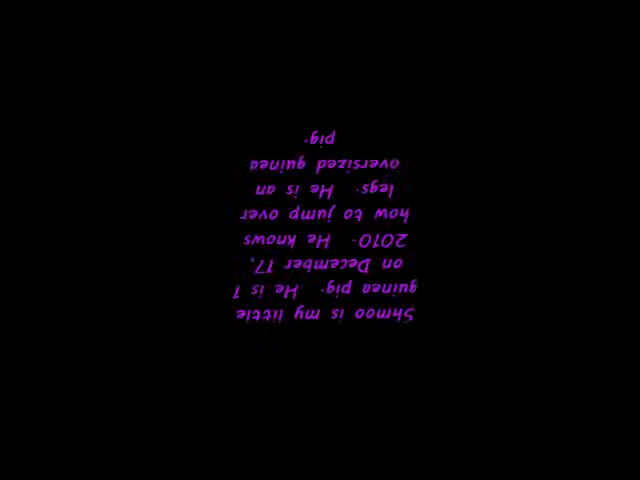 Shmoo is my little
guinea pig. He is 1
on December 17,
2010. He knows
how to jump over
legs. He is an
oversized guinea
pig.